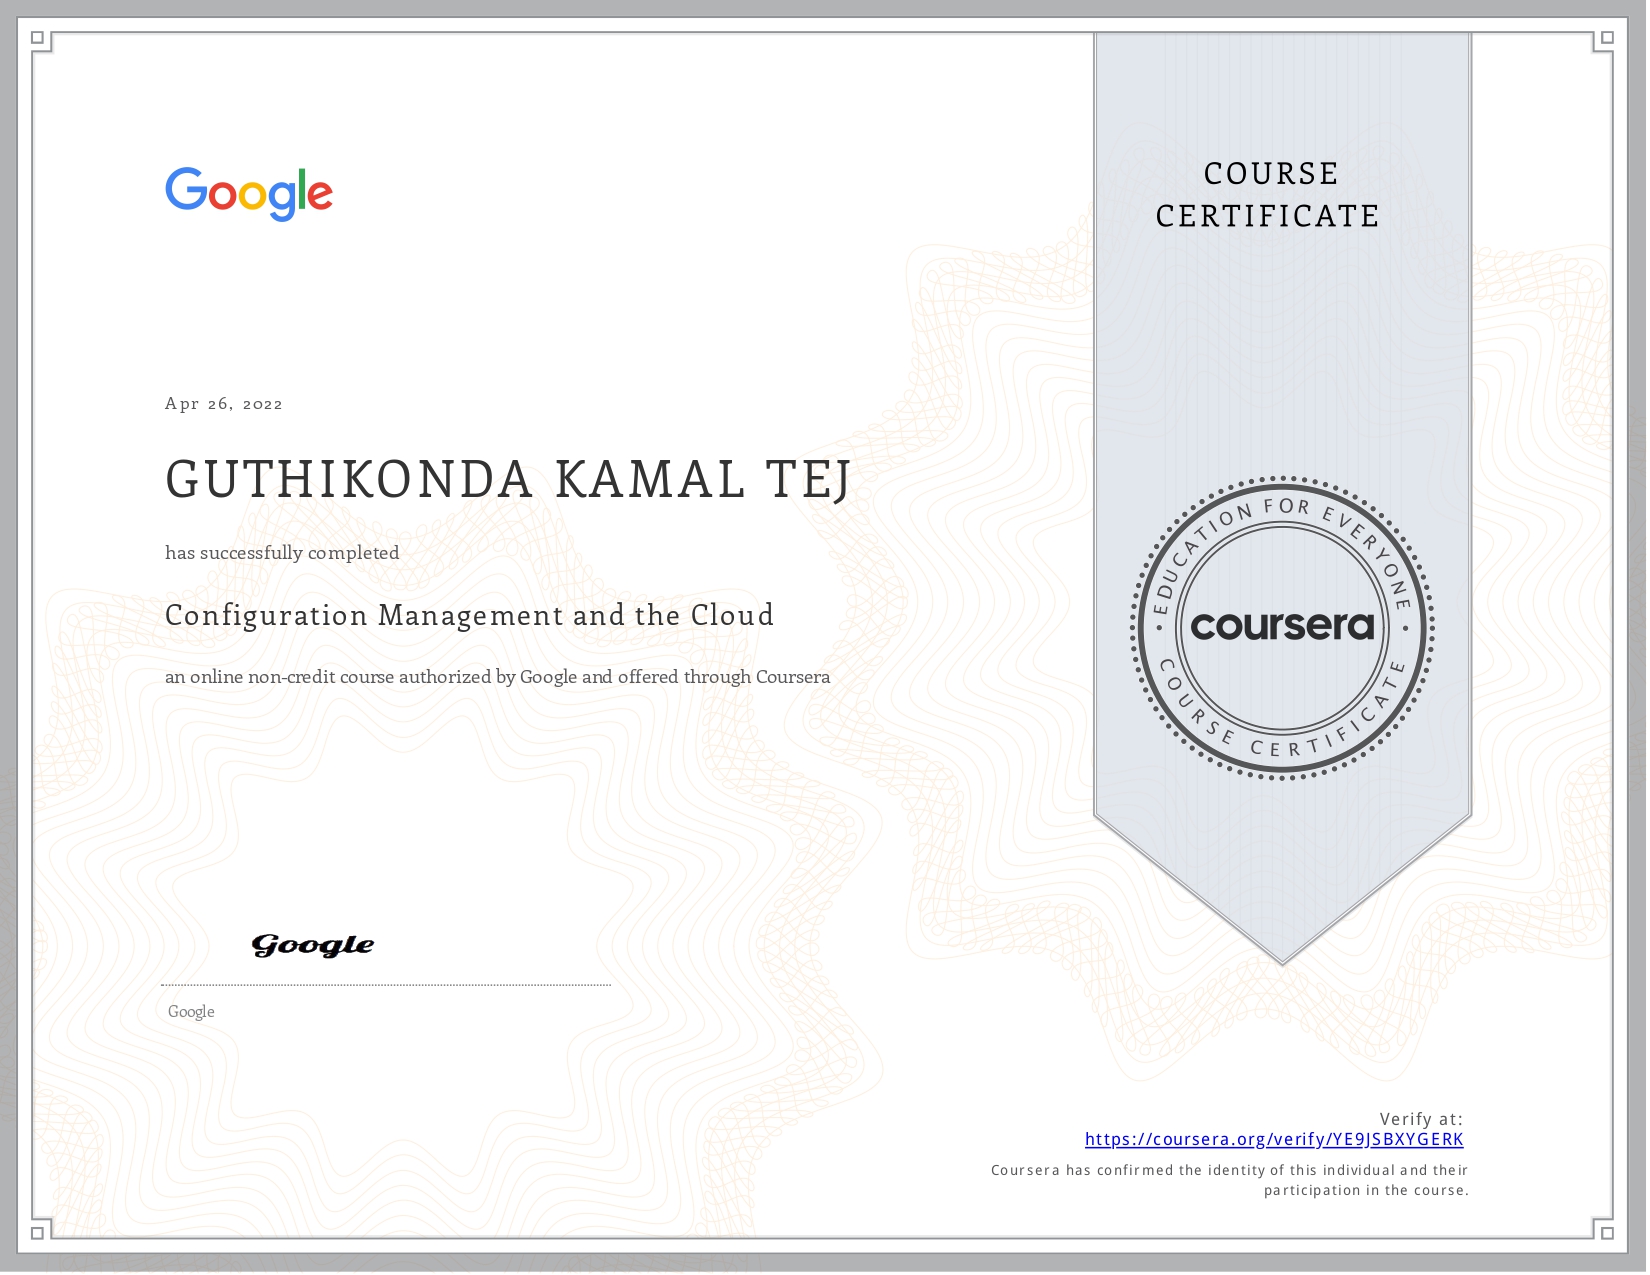 Google
COURSE
CERTIFICATE
Apr 26, 2022
GUTHIKONDA KAMAL TEJ
has successfully completed
Configuration Management and the Cloud
an online non-credit course authorized by Google and offered through Coursera
EDUCATION FOR EVERYONE
coursera
COURSE CERTIFICATE
Google
Google
Verify at:
https://coursera.org/verify/YE9JSBXYGERK
Coursera has confirmed the identity of this individual and their
participation in the course.